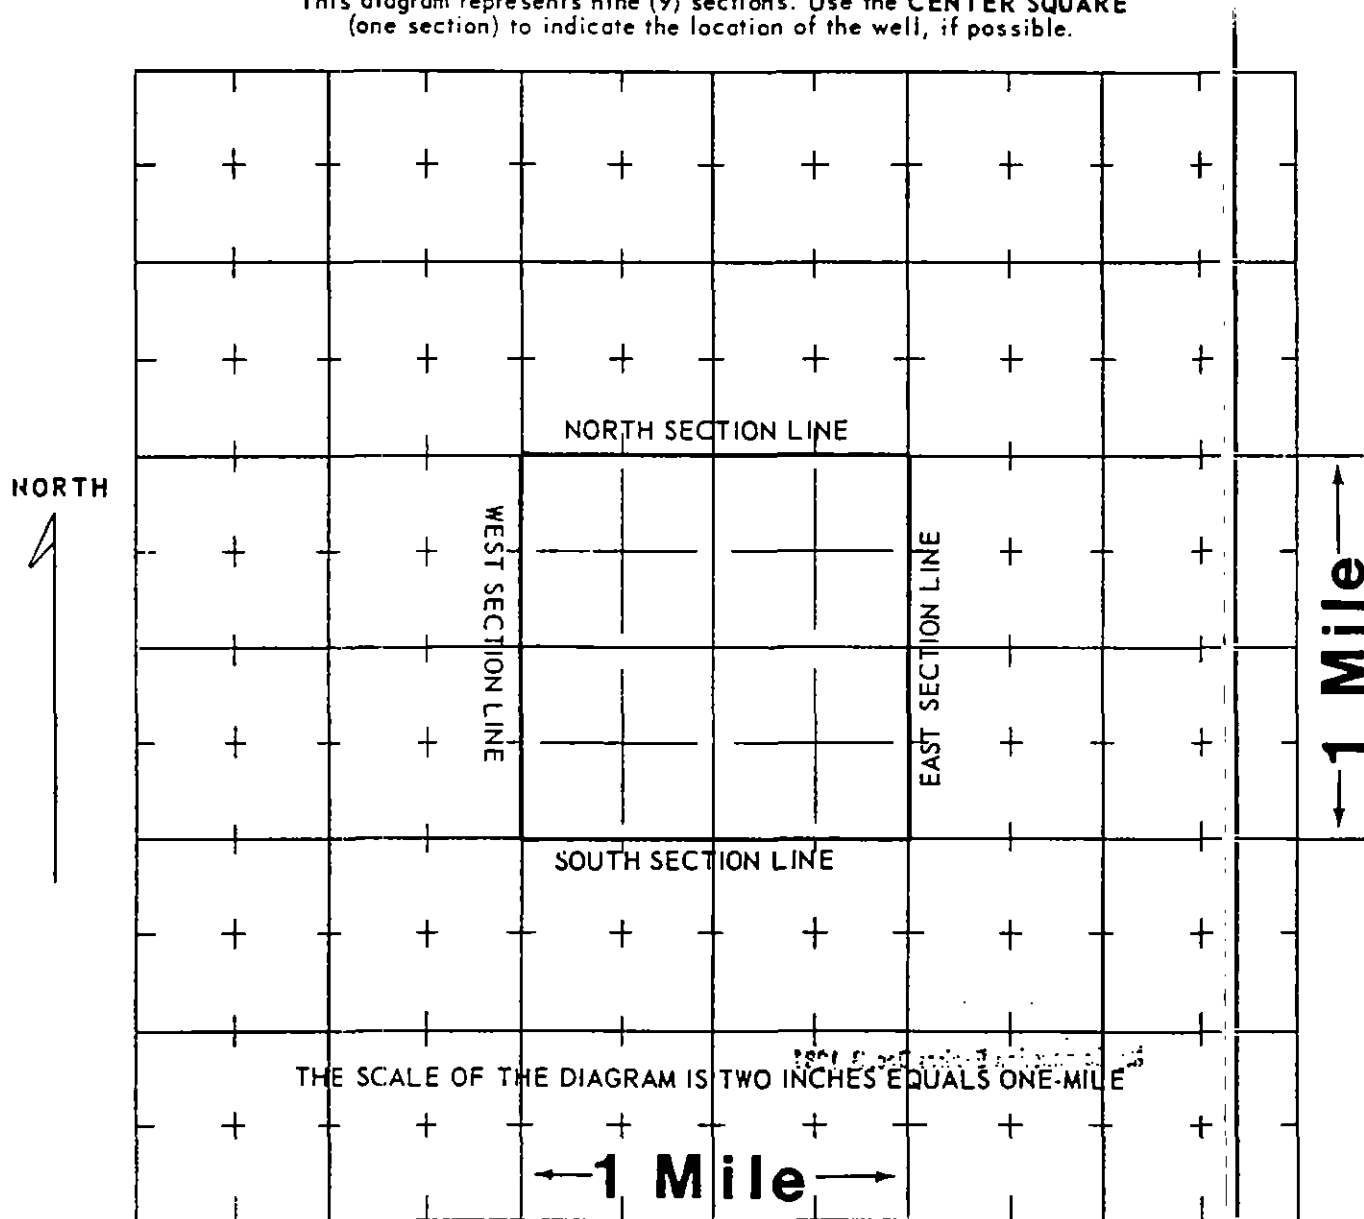 This diagram represents nine (9) sections. Use the CENTER SQUARE
(one section) to indicate the location of the well, if possible.
NORTH SECTION LINE
NORTH
WEST SECTION LINE
EAST SECTION LINE
1 Mile
SOUTH SECTION LINE
THE SCALE OF THE DIAGRAM IS TWO INCHES EQUALS ONE-MILE
1 Mile